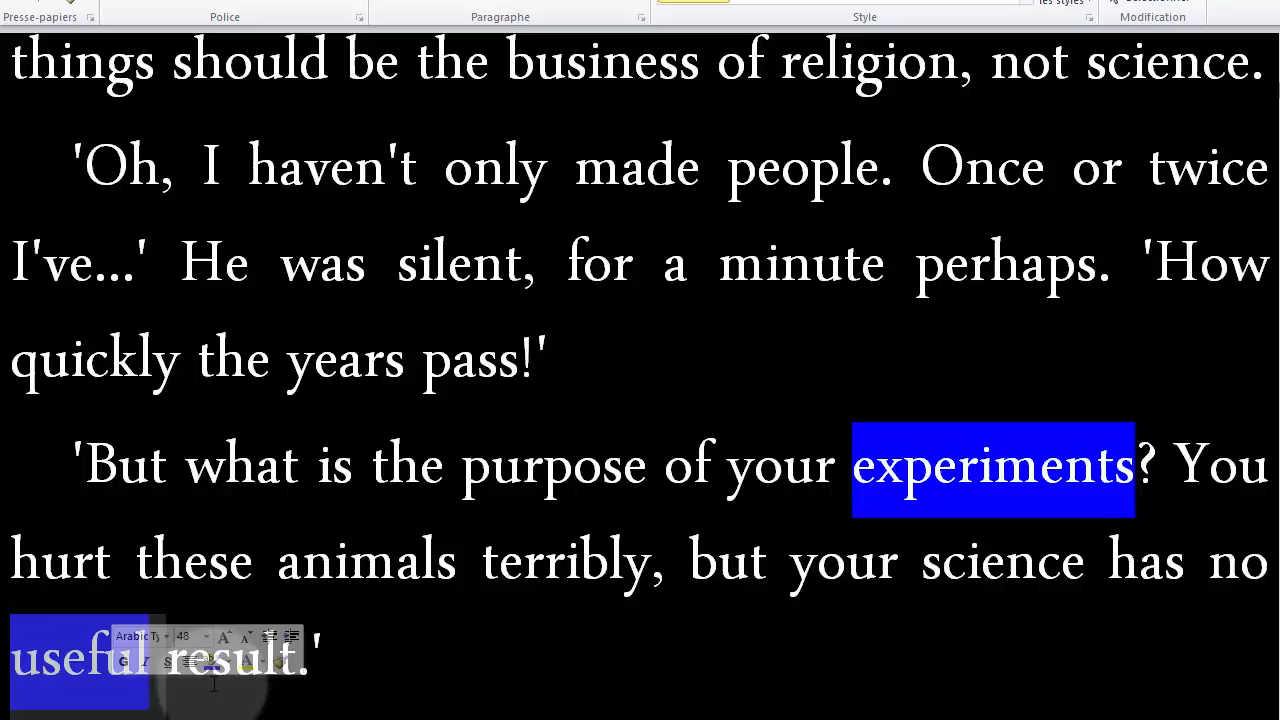 Presse-papiers Police Paragraphe Style Modification
things should be the business of religion, not science.
'Oh, I haven't only made people. Once or twice
I've...' He was silent, for a minute perhaps. 'How
quickly the years pass!'
'But what is the purpose of your experiments? You
hurt these animals terribly, but your science has no
Arabic Ty 48
useful result.'